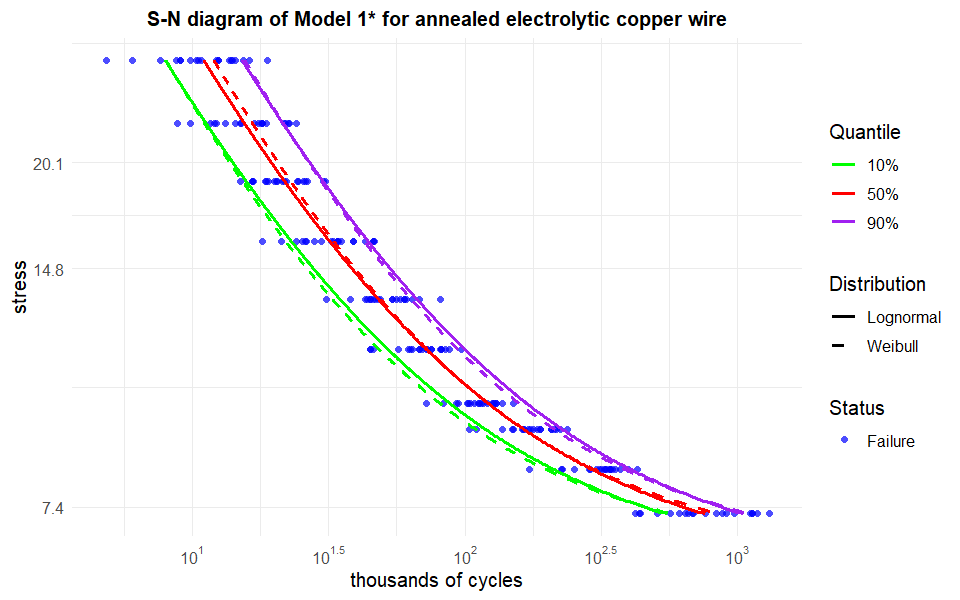 S-N diagram of Model 1* for annealed electrolytic copper wire
20.1
14.8
7.4
stress
10^1
10^1.5
10^2
10^2.5
10^3
thousands of cycles
Quantile
10%
50%
90%
Distribution
Lognormal
Weibull
Status
Failure